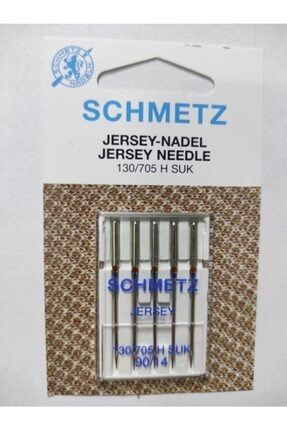 SCHMETZ
JERSEY-NADEL
JERSEY NEEDLE
130/705 H SUK
SCHMETZ
JERSEY
130/705 H SUK
90/14